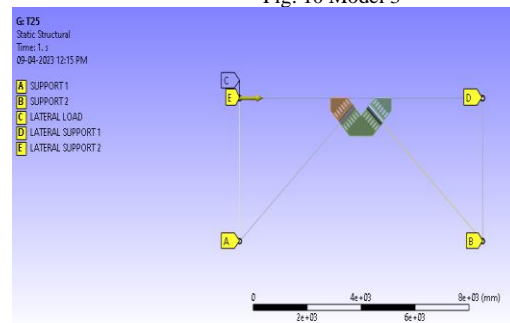 Fig. 10 Model 3
G: T25
Static Structural
Time: 1. s
09-04-2023 12:15 PM
A SUPPORT 1
B SUPPORT 2
C LATERAL LOAD
D LATERAL SUPPORT 1
E LATERAL SUPPORT 2
C
E
D
A
B
0 4e+03 8e+03 (mm)
2e+03 6e+03